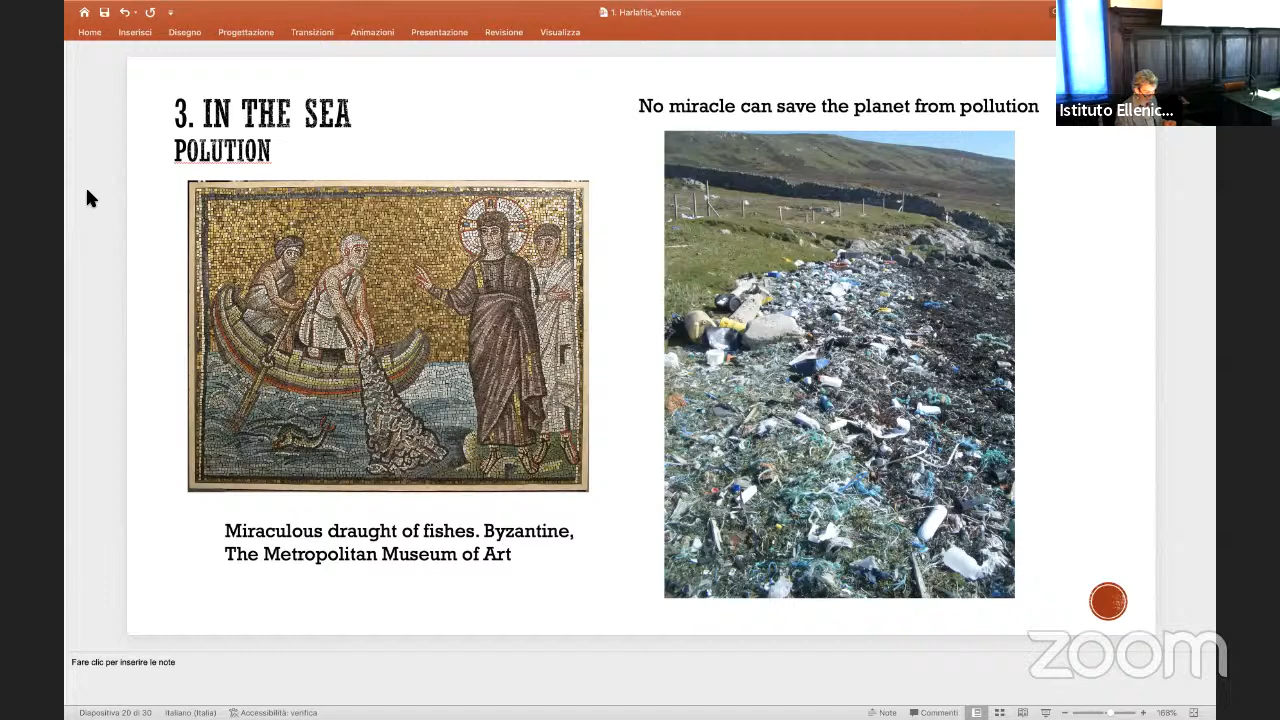 1. Harlaftis_Venice
Home Inserisci Disegno Progettazione Transizioni Animazioni Presentazione Revisione Visualizza
Istituto Ellenic...
3. IN THE SEA
POLUTION
No miracle can save the planet from pollution
Miraculous draught of fishes. Byzantine,
The Metropolitan Museum of Art
zoom
Fare clic per inserire le note
Diapositiva 20 di 30 Italiano (Italia) Accessibilità: verifica Note Commenti 168%